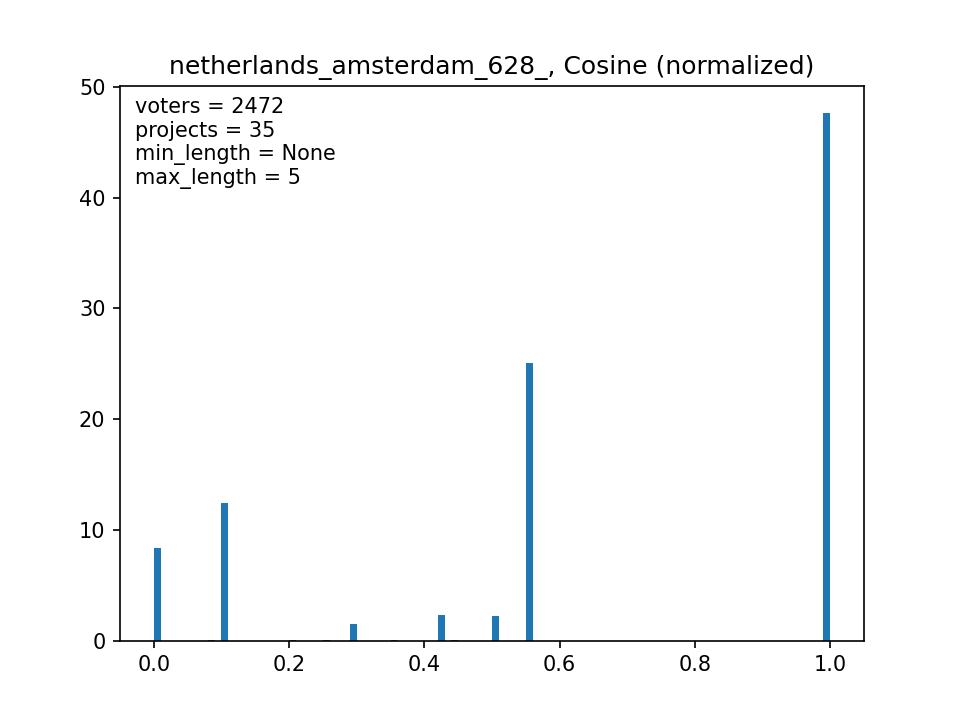 netherlands_amsterdam_628_, Cosine (normalized)
voters = 2472
projects = 35
min_length = None
max_length = 5
50
40
30
20
10
0
0.0 0.2 0.4 0.6 0.8 1.0